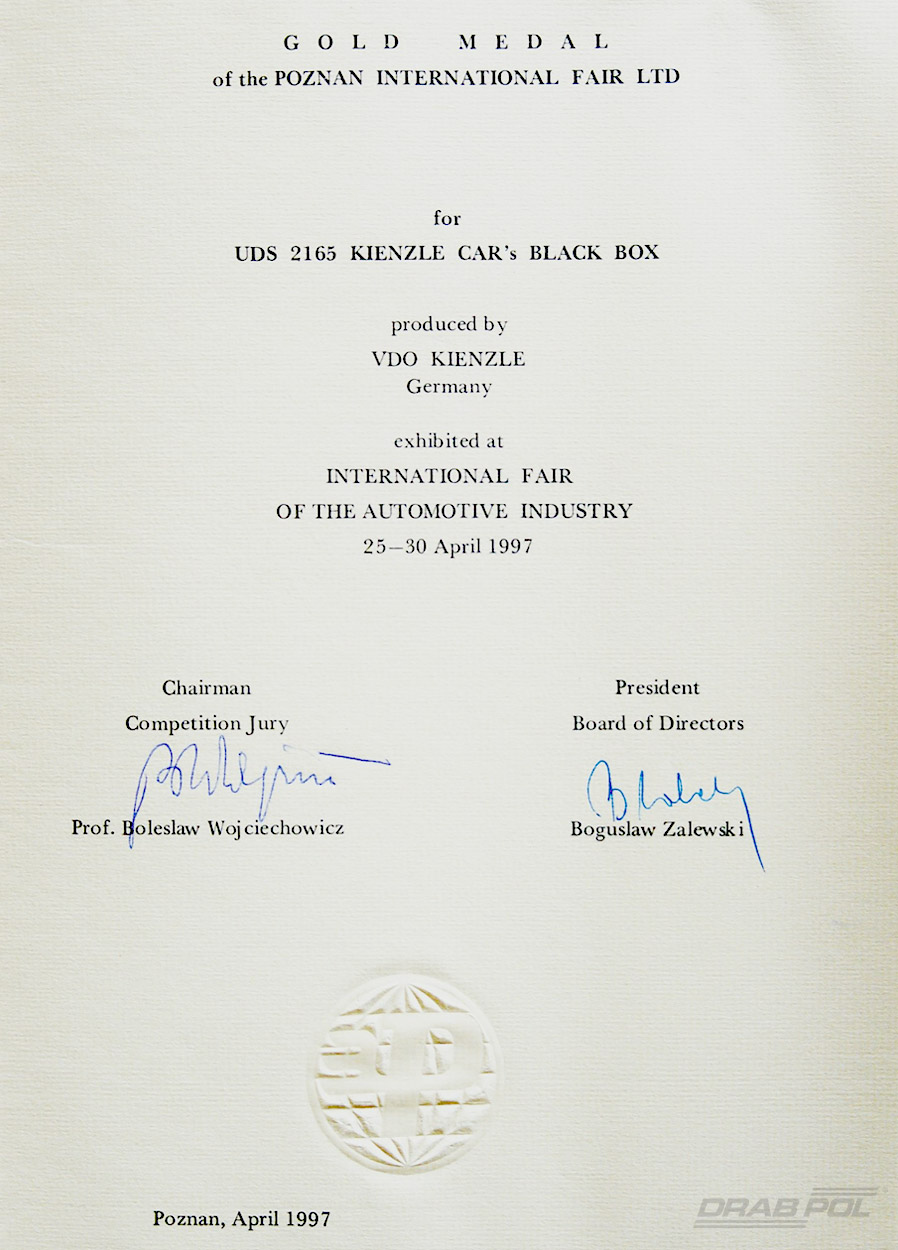 GOLD MEDAL
of the POZNAN INTERNATIONAL FAIR LTD
for
UDS 2165 KIENZLE CAR's BLACK BOX
produced by
VDO KIENZLE
Germany
exhibited at
INTERNATIONAL FAIR
OF THE AUTOMOTIVE INDUSTRY
25–30 April 1997
Chairman
Competition Jury
Prof. Boleslaw Wojciechowicz
President
Board of Directors
Boguslaw Zalewski
Poznan, April 1997
DRABPOL